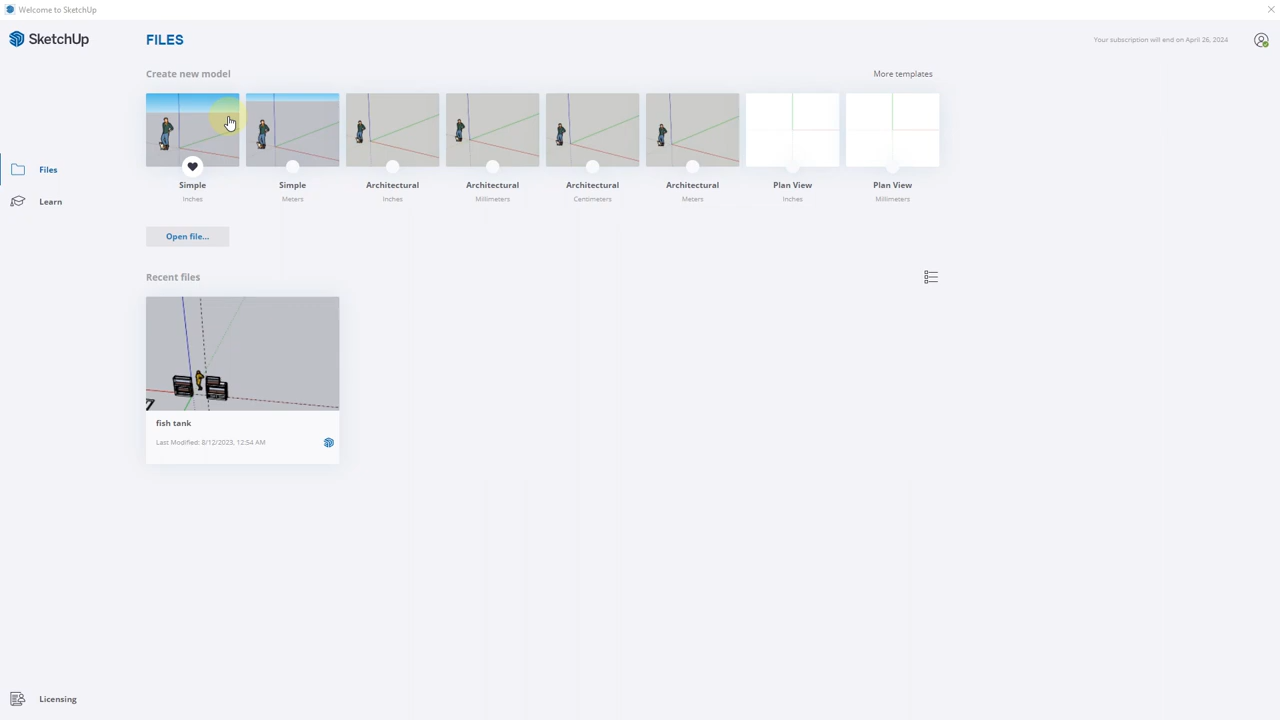 Welcome to SketchUp
SketchUp
FILES
Your subscription will end on April 26, 2024
Create new model
More templates
Simple
Inches
Simple
Meters
Architectural
Inches
Architectural
Millimeters
Architectural
Centimeters
Architectural
Meters
Plan View
Inches
Plan View
Millimeters
Files
Learn
Open file...
Recent files
fish tank
Last Modified: 8/12/2023, 12:54 AM
Licensing